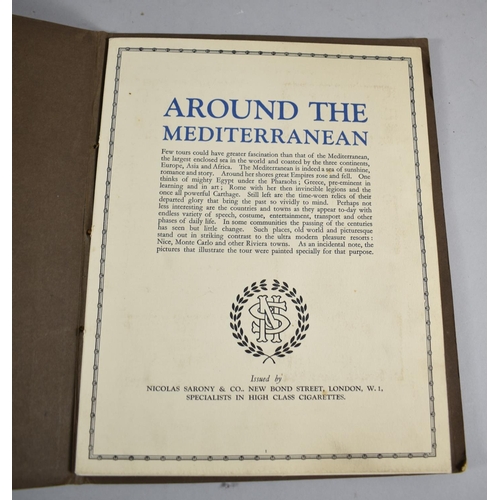 AROUND THE
MEDITERRANEAN
Few tours could have greater fascination than that of the Mediterranean,
the largest enclosed sea in the world and coasted by the three continents,
Europe, Asia and Africa. The Mediterranean is indeed a sea of sunshine,
romance and story. Around her shores great Empires rose and fell. One
thinks of mighty Egypt under the Pharaohs; Greece, pre-eminent in
learning and in art; Rome with her then invincible legions and the
once all powerful Carthage. Still left are the time-worn relics of their
departed glory that bring the past so vividly to mind. Perhaps not
less interesting are the countries and towns as they appear to-day with
endless variety of speech, costume, entertainment, transport and other
phases of daily life. In some communities the passing of the centuries
has seen but little change. Such places, old world and picturesque
stand out in striking contrast to the ultra modern pleasure resorts:
Nice, Monte Carlo and other Riviera towns. As an incidental note, the
pictures that illustrate the tour were painted specially for that purpose.
NS
Issued by
NICOLAS SARONY & CO., NEW BOND STREET, LONDON, W.1,
SPECIALISTS IN HIGH CLASS CIGARETTES.